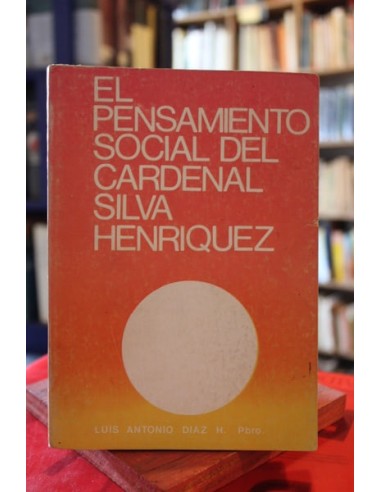 EL
PENSAMIENTO
SOCIAL DEL
CARDENAL
SILVA
HENRIQUEZ
LUIS ANTONIO DIAZ H. Pbro.